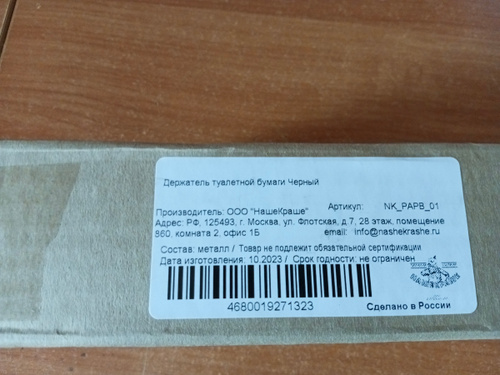 Держатель туалетной бумаги Черный
Производитель: ООО "НашеКраше" Артикул: NK_PAPB_01
Адрес: РФ, 125493, г. Москва, ул. Флотская, д.7, 28 этаж, помещение
860, комната 2, офис 1Б email: info@nashekrashe.ru
Состав: металл / Товар не подлежит обязательной сертификации
Дата изготовления: 10.2023 / Срок годности: не ограничен
4680019271323
Сделано в России